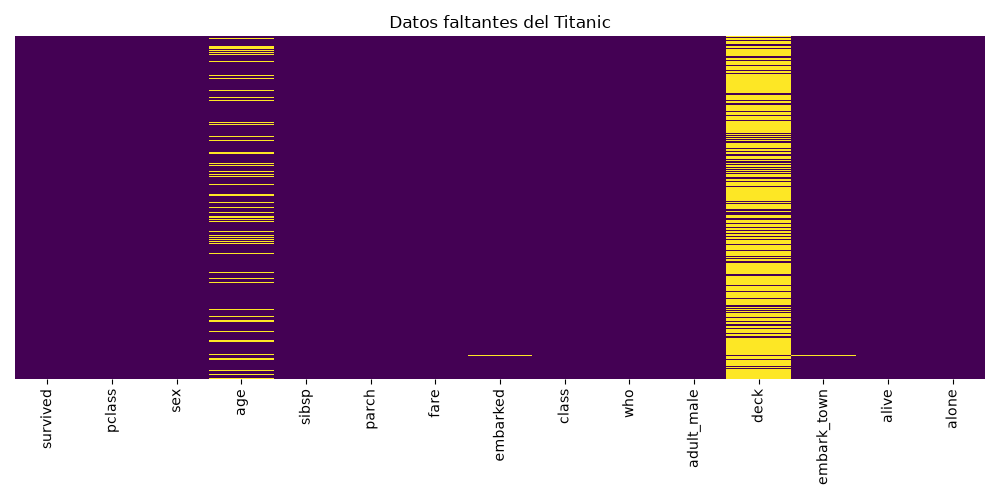 Datos faltantes del Titanic
survived
pclass
sex
age
sibsp
parch
fare
embarked
class
who
adult_male
deck
embark_town
alive
alone